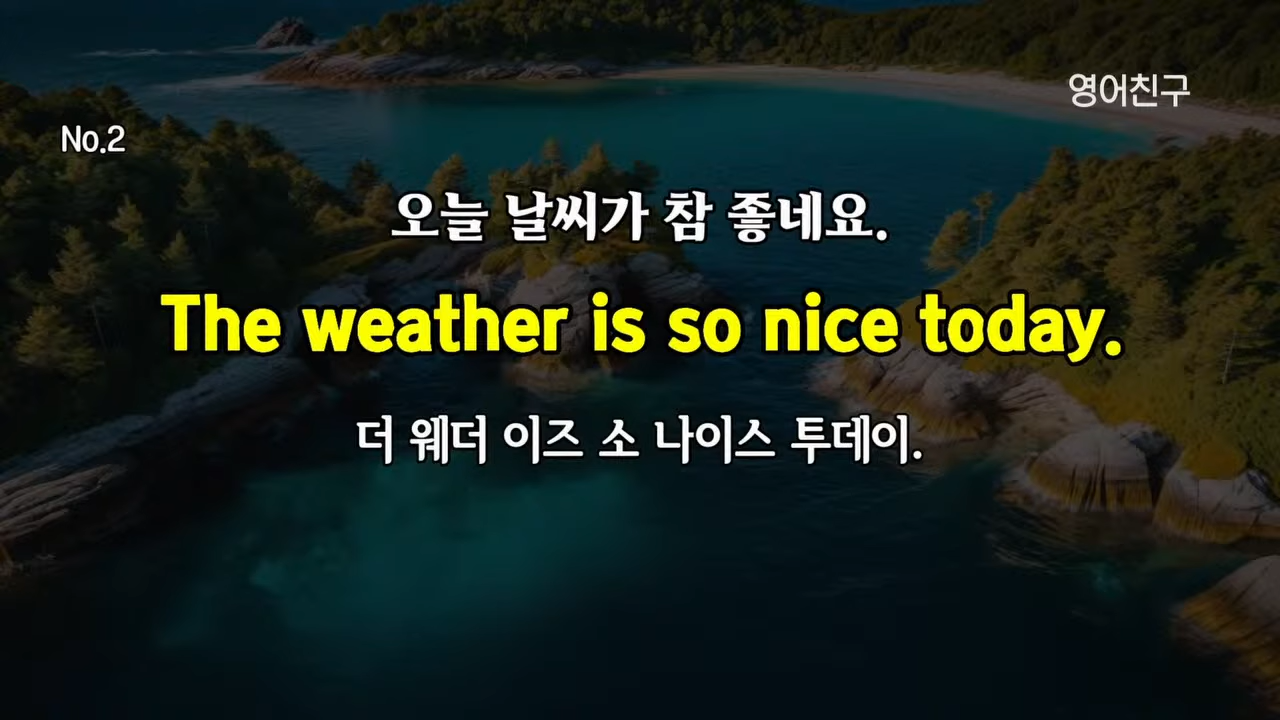 영어친구
No.2
오늘 날씨가 참 좋네요.
The weather is so nice today.
더 웨더 이즈 소 나이스 투데이.